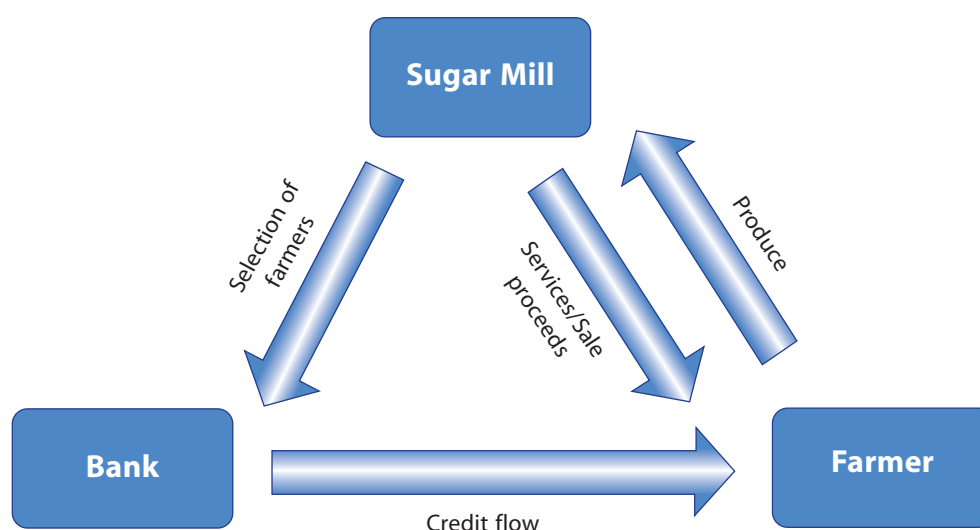 Sugar Mill
Selection of
farmers
Services/Sale
proceeds
Produce
Bank
Farmer
Credit flow